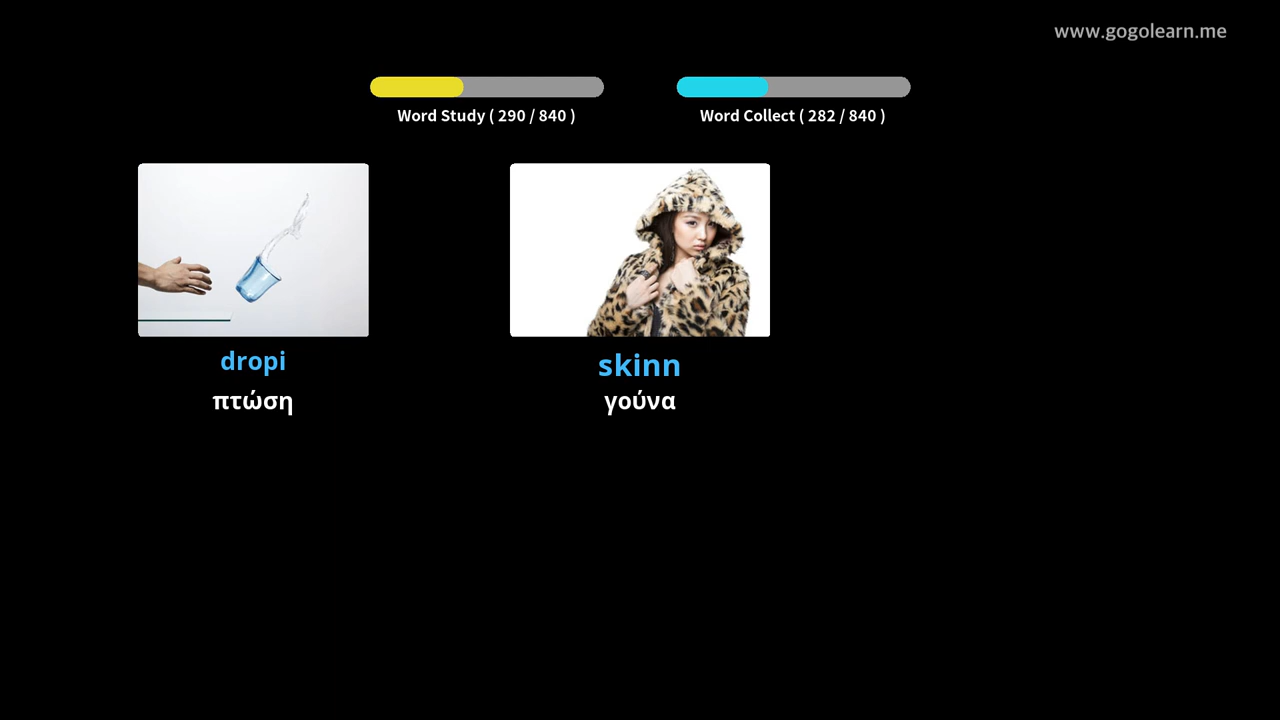 www.gogolearn.me
Word Study ( 290 / 840 )
Word Collect ( 282 / 840 )
dropi
πτώση
skinn
γούνα